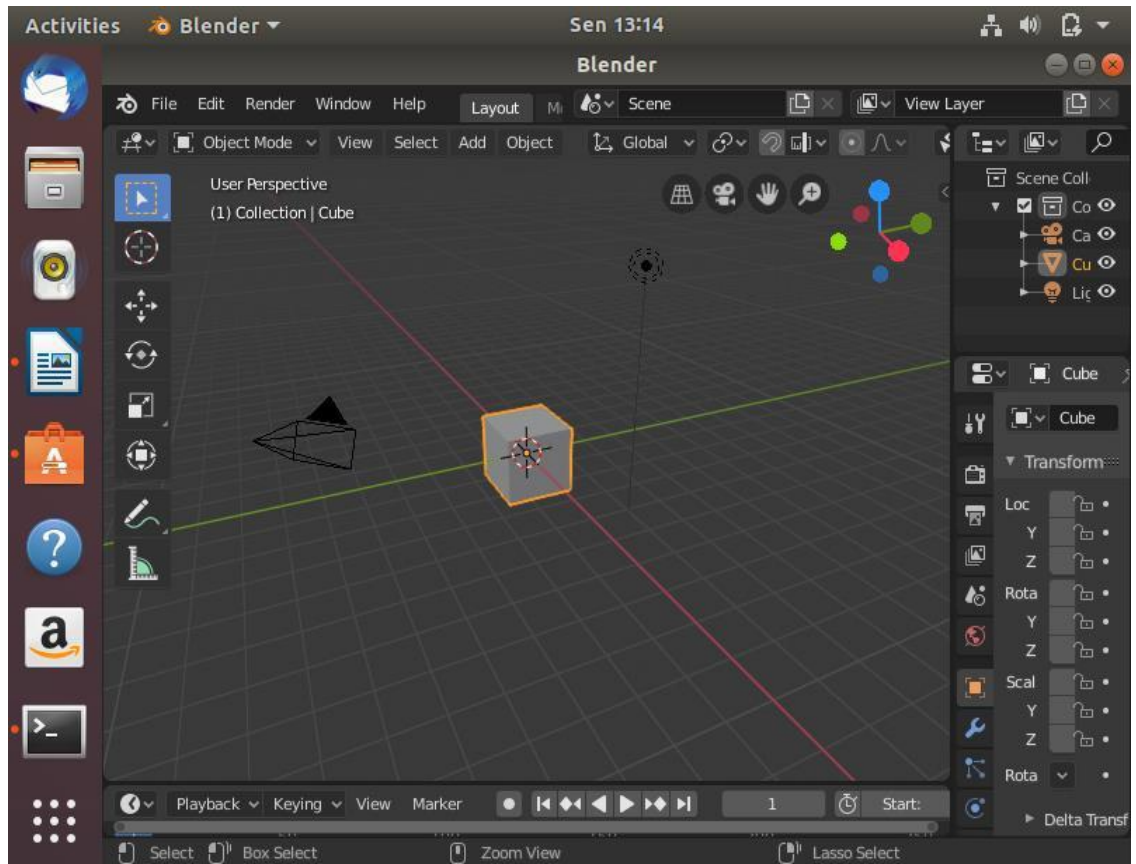 Activities Blender Sen 13:14
Blender
File Edit Render Window Help Layout Scene View Layer
Object Mode View Select Add Object Global
User Perspective
(1) Collection | Cube
Scene Coll
Co
Ca
Cu
Lig
Cube
Cube
Transform
Loc
Y
Z
Rota
Y
Z
Scal
Y
Z
Rota
Delta Transf
Playback Keying View Marker 1 Start:
Select Box Select Zoom View Lasso Select